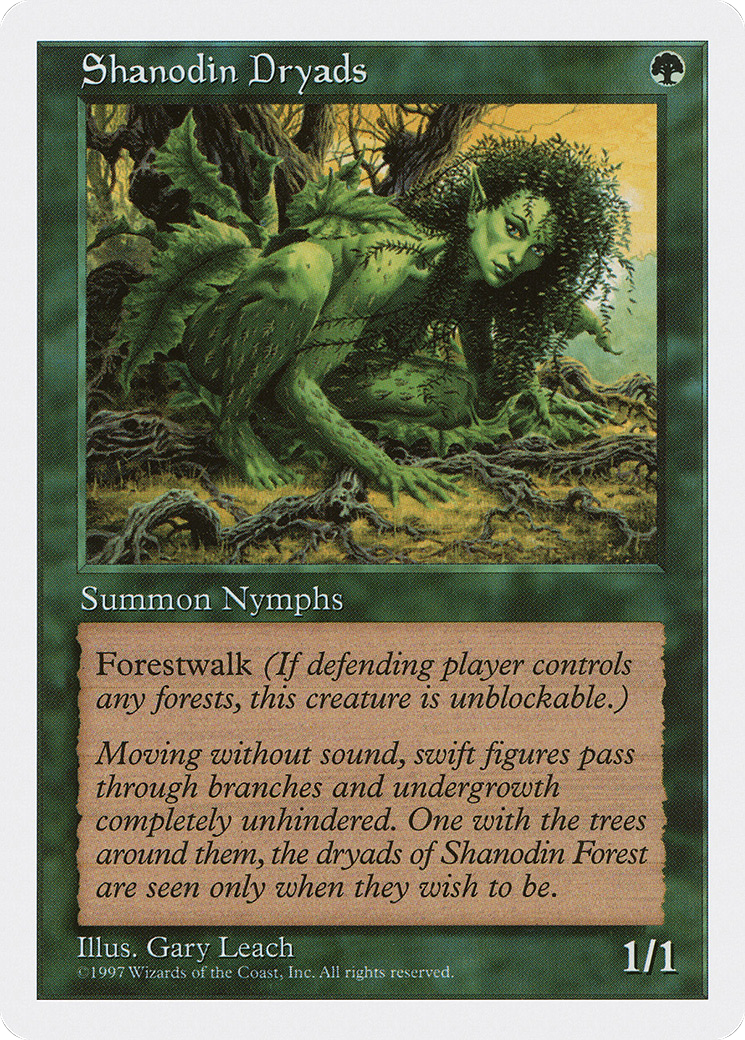 Shanodin Dryads
Summon Nymphs
Forestwalk (If defending player controls
any forests, this creature is unblockable.)
Moving without sound, swift figures pass
through branches and undergrowth
completely unhindered. One with the trees
around them, the dryads of Shanodin Forest
are seen only when they wish to be.
Illus. Gary Leach
©1997 Wizards of the Coast, Inc. All rights reserved.
1/1